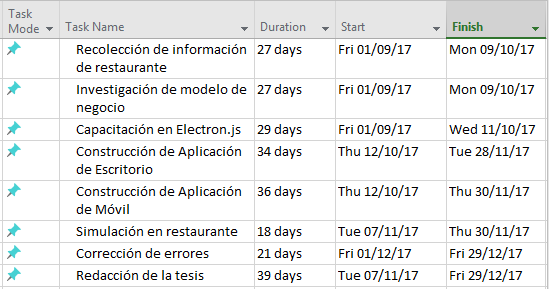 Task Mode Task Name Duration Start Finish
Recolección de información de restaurante 27 days Fri 01/09/17 Mon 09/10/17
Investigación de modelo de negocio 27 days Fri 01/09/17 Mon 09/10/17
Capacitación en Electron.js 29 days Fri 01/09/17 Wed 11/10/17
Construcción de Aplicación de Escritorio 34 days Thu 12/10/17 Tue 28/11/17
Construcción de Aplicación de Móvil 36 days Thu 12/10/17 Thu 30/11/17
Simulación en restaurante 18 days Tue 07/11/17 Thu 30/11/17
Corrección de errores 21 days Fri 01/12/17 Fri 29/12/17
Redacción de la tesis 39 days Tue 07/11/17 Fri 29/12/17